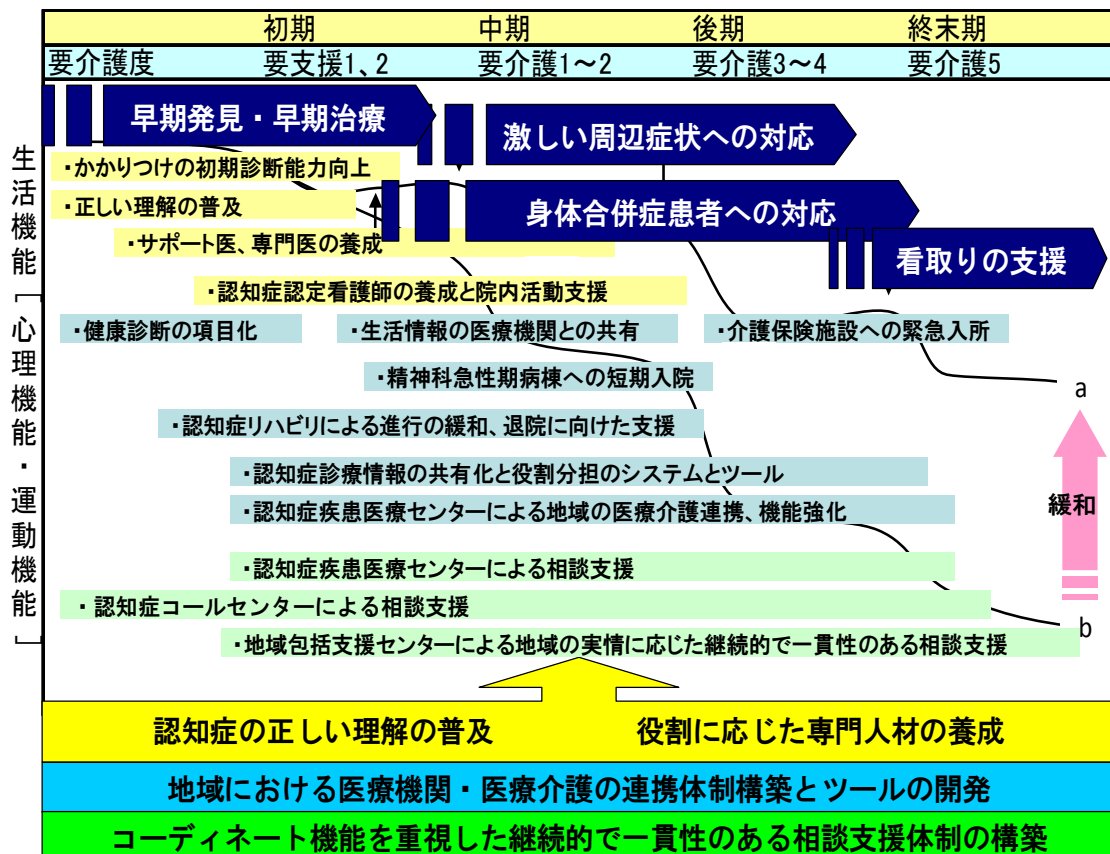 初期 中期 後期 終末期
要介護度 要支援1、2 要介護1～2 要介護3～4 要介護5
早期発見・早期治療
激しい周辺症状への対応
・かかりつけの初期診断能力向上
・正しい理解の普及
身体合併症患者への対応
・サポート医、専門医の養成
看取りの支援
・認知症認定看護師の養成と院内活動支援
・健康診断の項目化
・生活情報の医療機関との共有
・介護保険施設への緊急入所
・精神科急性期病棟への短期入院
a
・認知症リハビリによる進行の緩和、退院に向けた支援
・認知症診療情報の共有化と役割分担のシステムとツール
・認知症疾患医療センターによる地域の医療介護連携、機能強化
緩和
・認知症疾患医療センターによる相談支援
・認知症コールセンターによる相談支援
b
・地域包括支援センターによる地域の実情に応じた継続的で一貫性のある相談支援
生活機能[心理機能・運動機能]
認知症の正しい理解の普及 役割に応じた専門人材の養成
地域における医療機関・医療介護の連携体制構築とツールの開発
コーディネート機能を重視した継続的で一貫性のある相談支援体制の構築